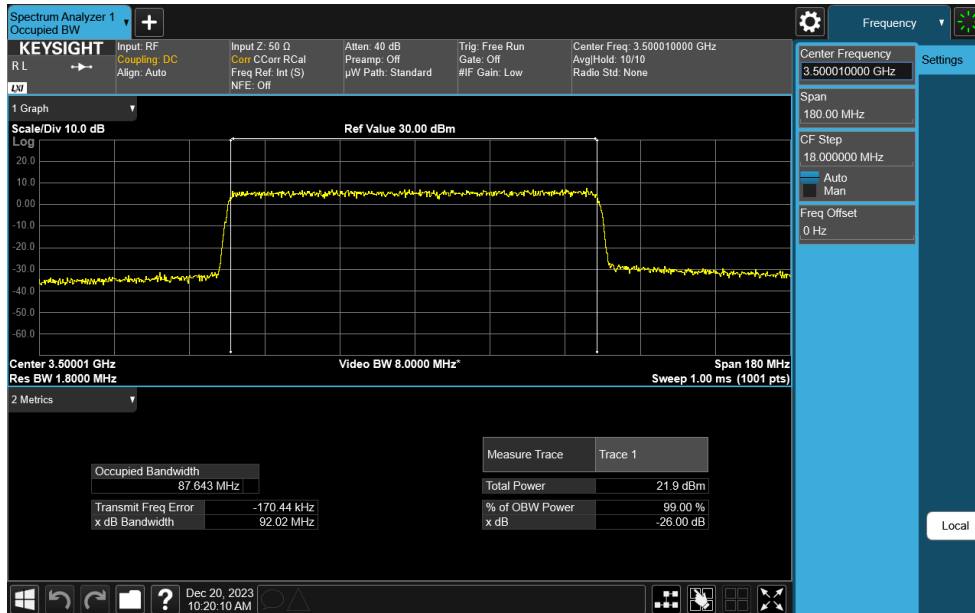 Spectrum Analyzer 1
Occupied BW
Frequency
KEYSIGHT
R L
LXI
Input: RF
Coupling: DC
Align: Auto
Input Z: 50 Ω
Corr CCorr RCal
Freq Ref: Int (S)
NFE: Off
Atten: 40 dB
Preamp: Off
µW Path: Standard
Trig: Free Run
Gate: Off
#IF Gain: Low
Center Freq: 3.500010000 GHz
Avg|Hold: 10/10
Radio Std: None
Center Frequency
3.500010000 GHz
Settings
Span
180.00 MHz
CF Step
18.000000 MHz
Auto
Man
Freq Offset
0 Hz
Local
1 Graph
Scale/Div 10.0 dB
Ref Value 30.00 dBm
Log
20.0
10.0
0.00
-10.0
-20.0
-30.0
-40.0
-50.0
-60.0
Center 3.50001 GHz
Video BW 8.0000 MHz*
Span 180 MHz
Res BW 1.8000 MHz
Sweep 1.00 ms (1001 pts)
2 Metrics
Measure Trace
Trace 1
Occupied Bandwidth
87.643 MHz
Total Power
21.9 dBm
Transmit Freq Error
-170.44 kHz
% of OBW Power
99.00 %
x dB Bandwidth
92.02 MHz
x dB
-26.00 dB
?
Dec 20, 2023
10:20:10 AM